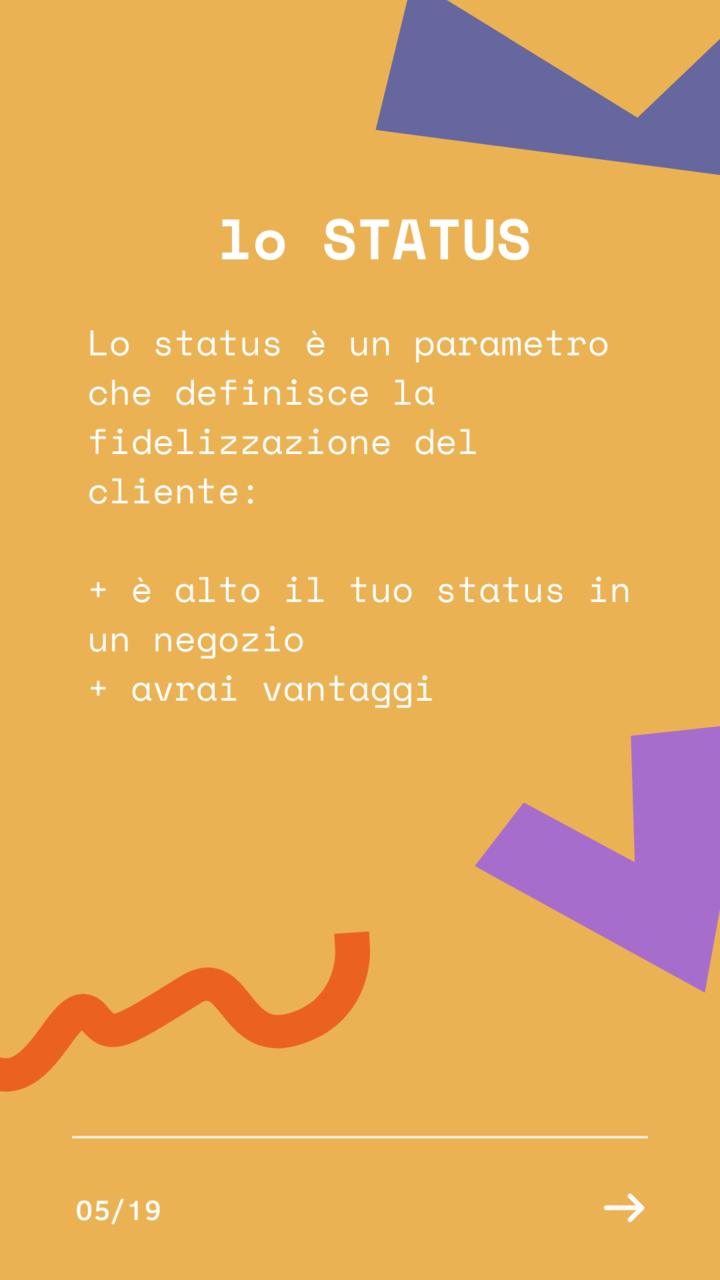 lo STATUS
Lo status è un parametro
che definisce la
fidelizzazione del
cliente:
+ è alto il tuo status in
un negozio
+ avrai vantaggi
05/19